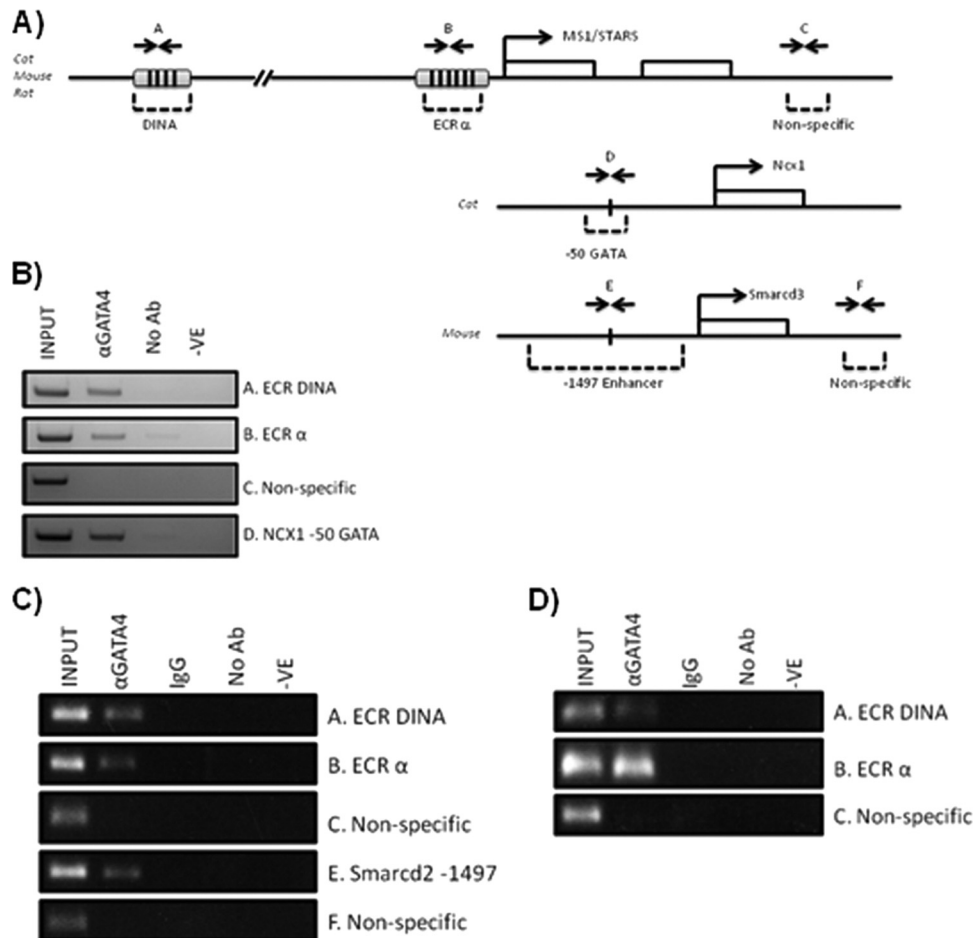 A)
A
B
MS1/STARS
C
Cat
Mouse
Rat
DINA
ECR α
Non-specific
D
Ncx1
Cat
-50 GATA
E
Smarcd3
F
Mouse
-1497 Enhancer
Non-specific
B)
INPUT
αGATA4
No Ab
-VE
A. ECR DINA
B. ECR α
C. Non-specific
D. NCX1 -50 GATA
C)
INPUT
αGATA4
IgG
No Ab
-VE
A. ECR DINA
B. ECR α
C. Non-specific
E. Smarcd2 -1497
F. Non-specific
D)
INPUT
αGATA4
IgG
No Ab
-VE
A. ECR DINA
B. ECR α
C. Non-specific